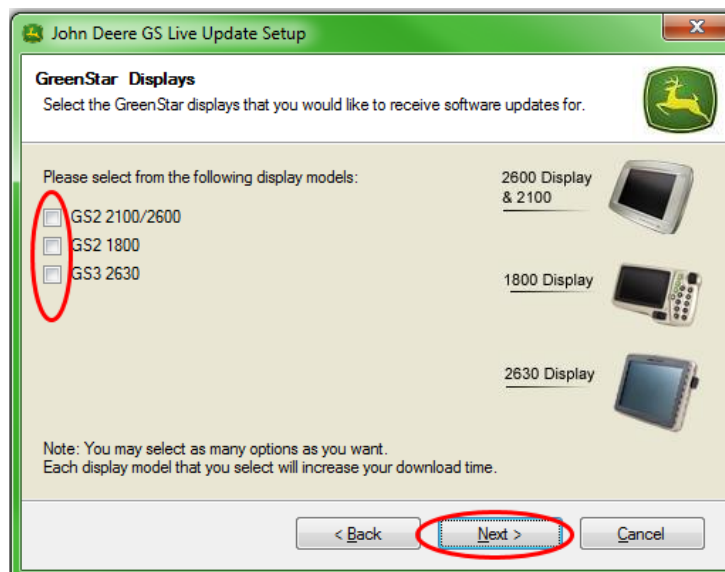 John Deere GS Live Update Setup
GreenStar Displays
Select the GreenStar displays that you would like to receive software updates for.
Please select from the following display models:
GS2 2100/2600
GS2 1800
GS3 2630
2600 Display
& 2100
1800 Display
2630 Display
Note: You may select as many options as you want.
Each display model that you select will increase your download time.
< Back
Next >
Cancel